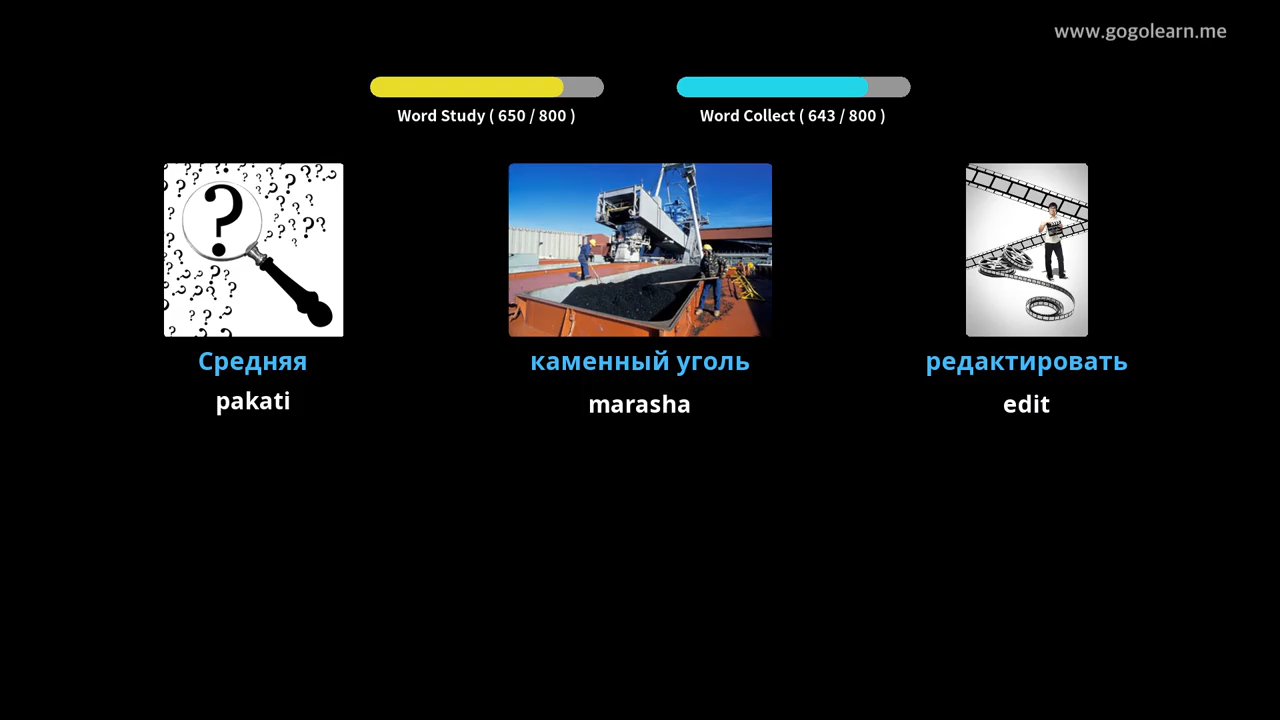 www.gogolearn.me
Word Study ( 650 / 800 )
Word Collect ( 643 / 800 )
Средняя
каменный уголь
редактировать
pakati
marasha
edit